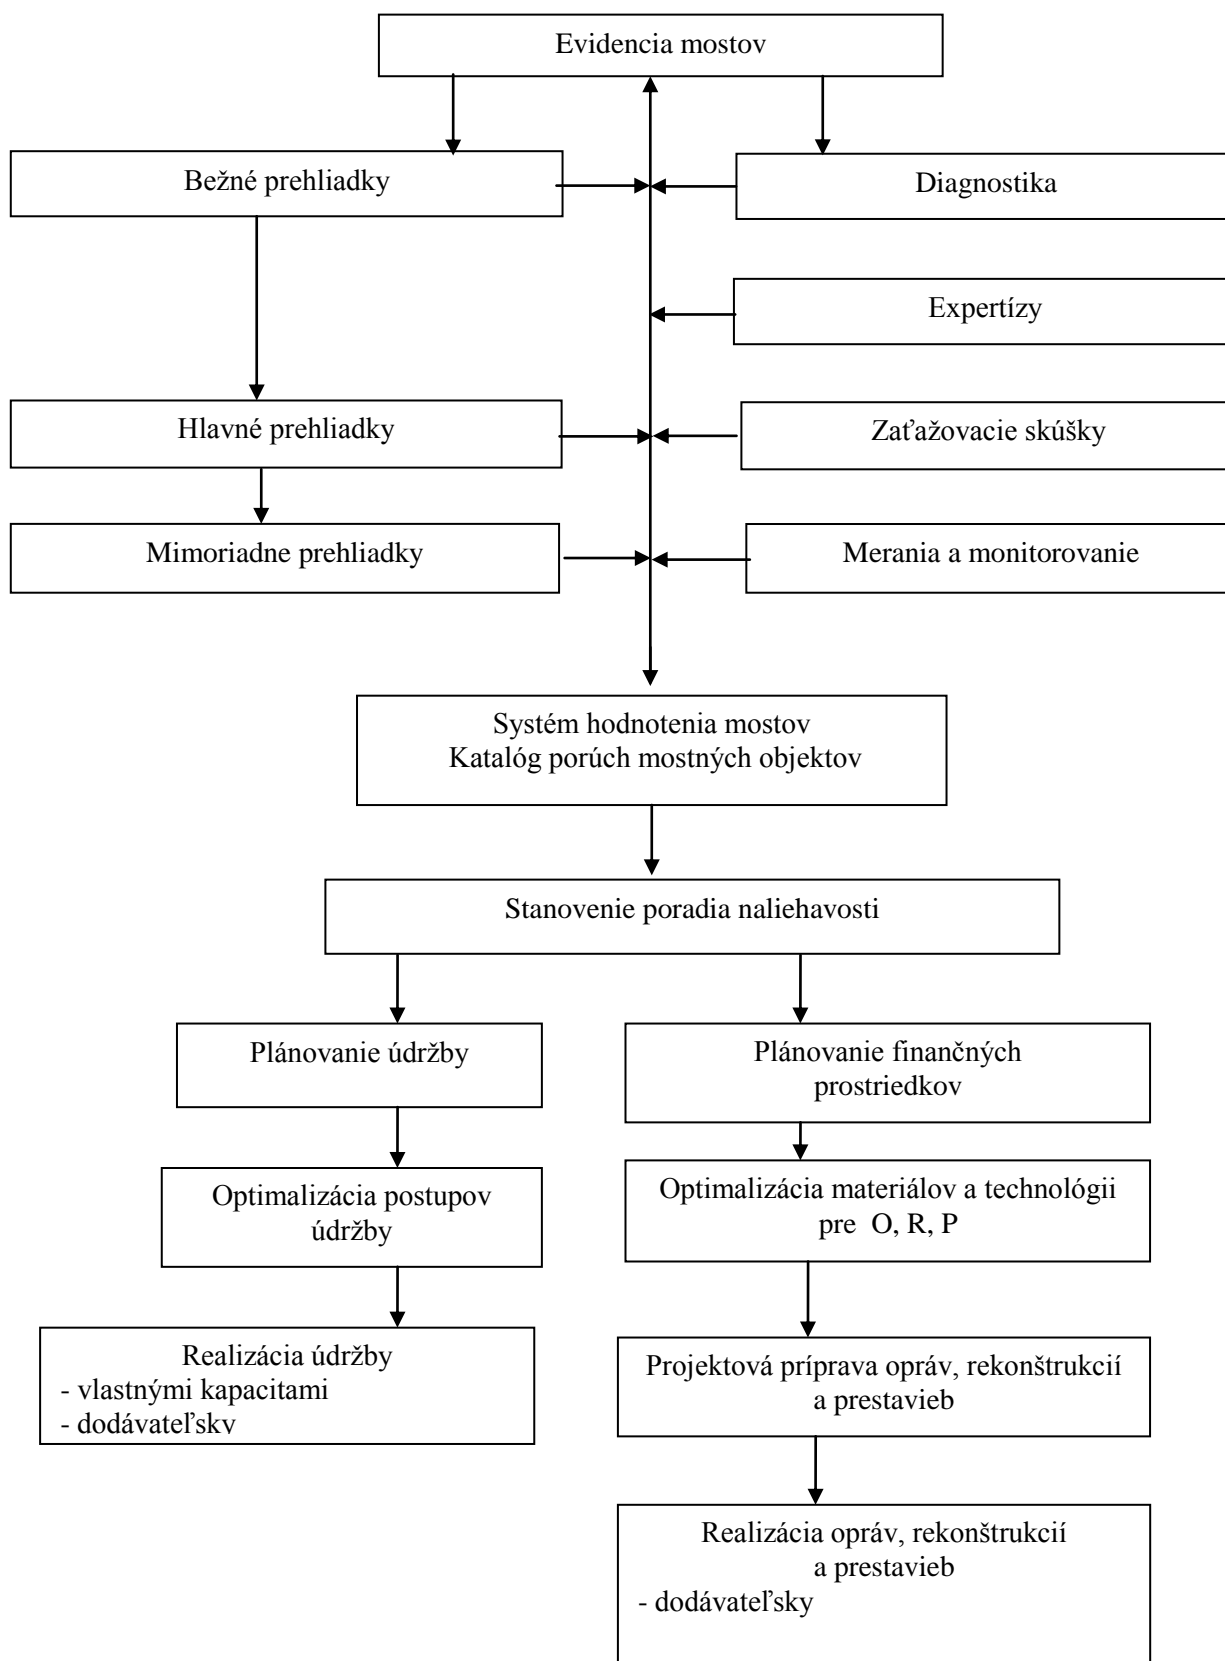 Evidencia mostov
Bežné prehliadky
Diagnostika
Expertízy
Hlavné prehliadky
Zaťažovacie skúšky
Mimoriadne prehliadky
Merania a monitorovanie
Systém hodnotenia mostov
Katalóg porúch mostných objektov
Stanovenie poradia naliehavosti
Plánovanie údržby
Plánovanie finančných
prostriedkov
Optimalizácia postupov
údržby
Optimalizácia materiálov a technológii
pre O, R, P
Realizácia údržby
- vlastnými kapacitami
- dodávateľskv
Projektová príprava opráv, rekonštrukcií
a prestavieb
Realizácia opráv, rekonštrukcií
a prestavieb
- dodávateľsky